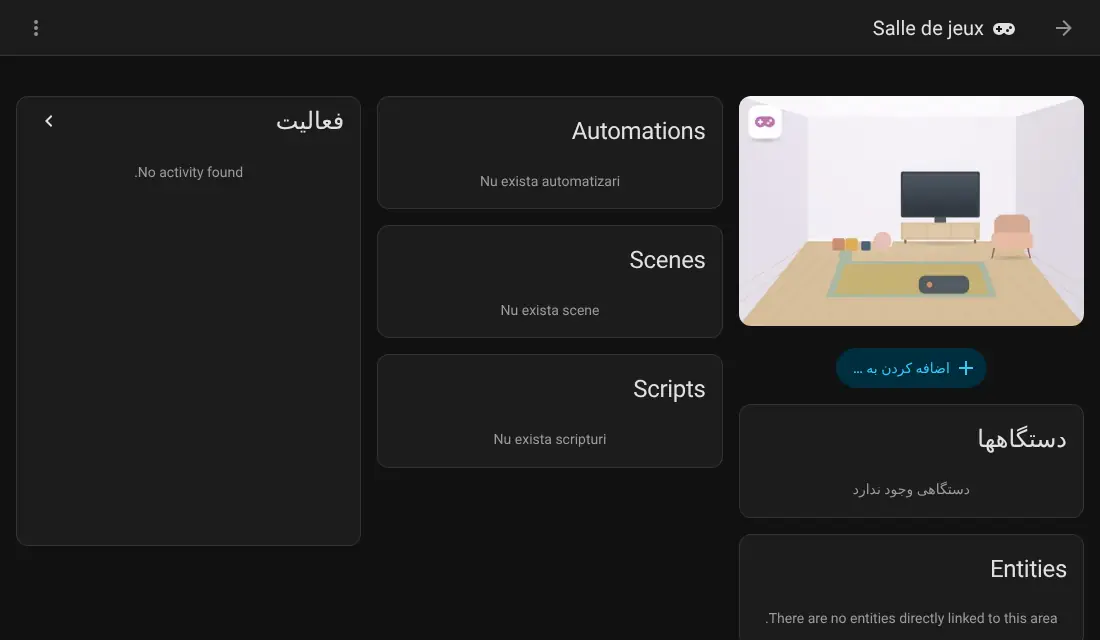 Salle de jeux
اضافه کردن به ...
دستگاهها
دستگاهی وجود ندارد
Entities
There are no entities directly linked to this area.
Automations
Nu exista automatizari
Scenes
Nu exista scene
Scripts
Nu exista scripturi
فعالیت
No activity found.